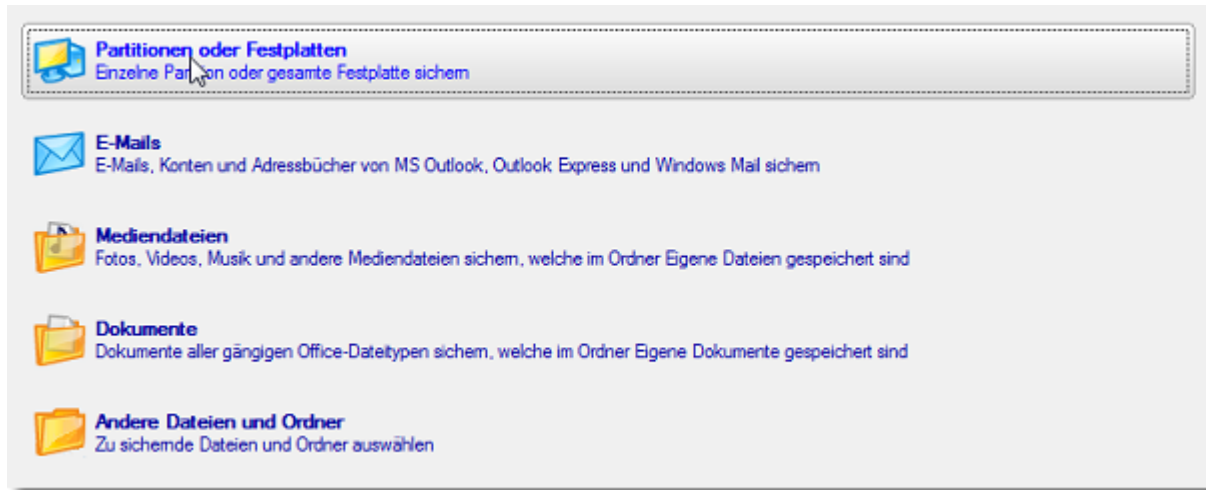 Partitionen oder Festplatten
Einzelne Partition oder gesamte Festplatte sichern
E-Mails
E-Mails, Konten und Adressbücher von MS Outlook, Outlook Express und Windows Mail sichern
Mediendateien
Fotos, Videos, Musik und andere Mediendateien sichern, welche im Ordner Eigene Dateien gespeichert sind
Dokumente
Dokumente aller gängigen Office-Dateitypen sichern, welche im Ordner Eigene Dokumente gespeichert sind
Andere Dateien und Ordner
Zu sichernde Dateien und Ordner auswählen